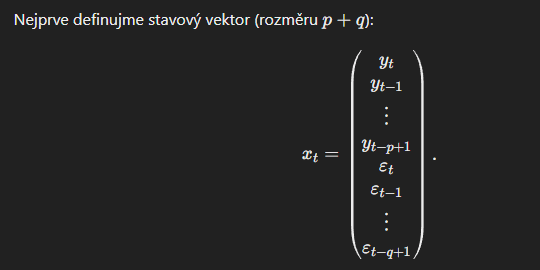 Nejprve definujme stavový vektor (rozměru p + q):
y_t
y_{t−1}
⋮
x_t = y_{t−p+1} .
ε_t
ε_{t−1}
⋮
ε_{t−q+1}